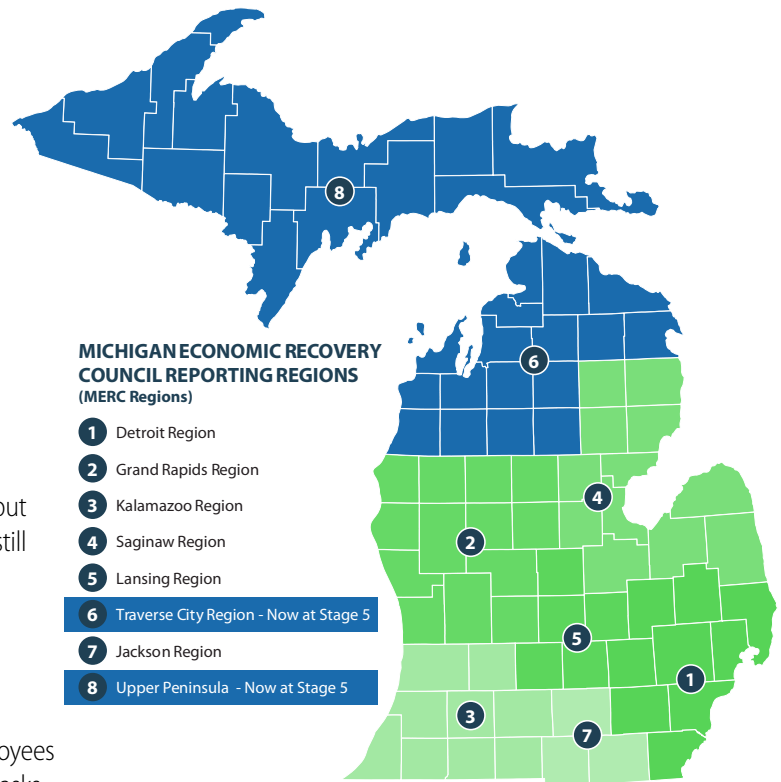 8
6
MICHIGAN ECONOMIC RECOVERY
COUNCIL REPORTING REGIONS
(MERC Regions)
1 Detroit Region
2 Grand Rapids Region
3 Kalamazoo Region
4 Saginaw Region
5 Lansing Region
6 Traverse City Region - Now at Stage 5
7 Jackson Region
8 Upper Peninsula - Now at Stage 5
4
2
5
1
3
7
still